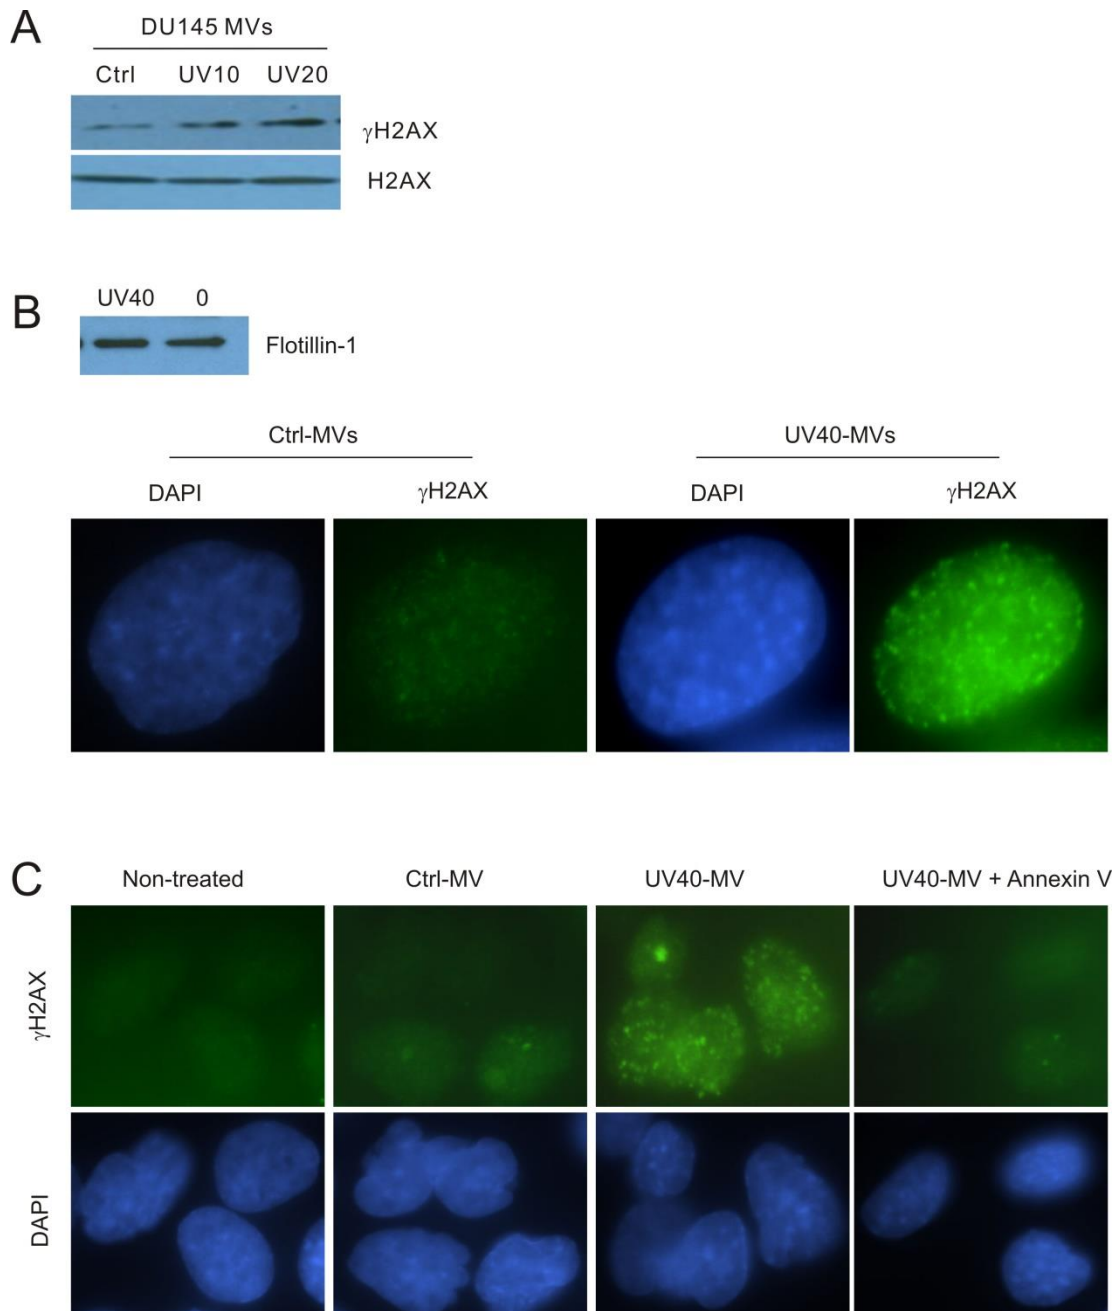 A
DU145 MVs
Ctrl UV10 UV20
γH2AX
H2AX
B
UV40 0
Flotillin-1
Ctrl-MVs UV40-MVs
DAPI γH2AX DAPI γH2AX
C
Non-treated Ctrl-MV UV40-MV UV40-MV + Annexin V
γH2AX
DAPI